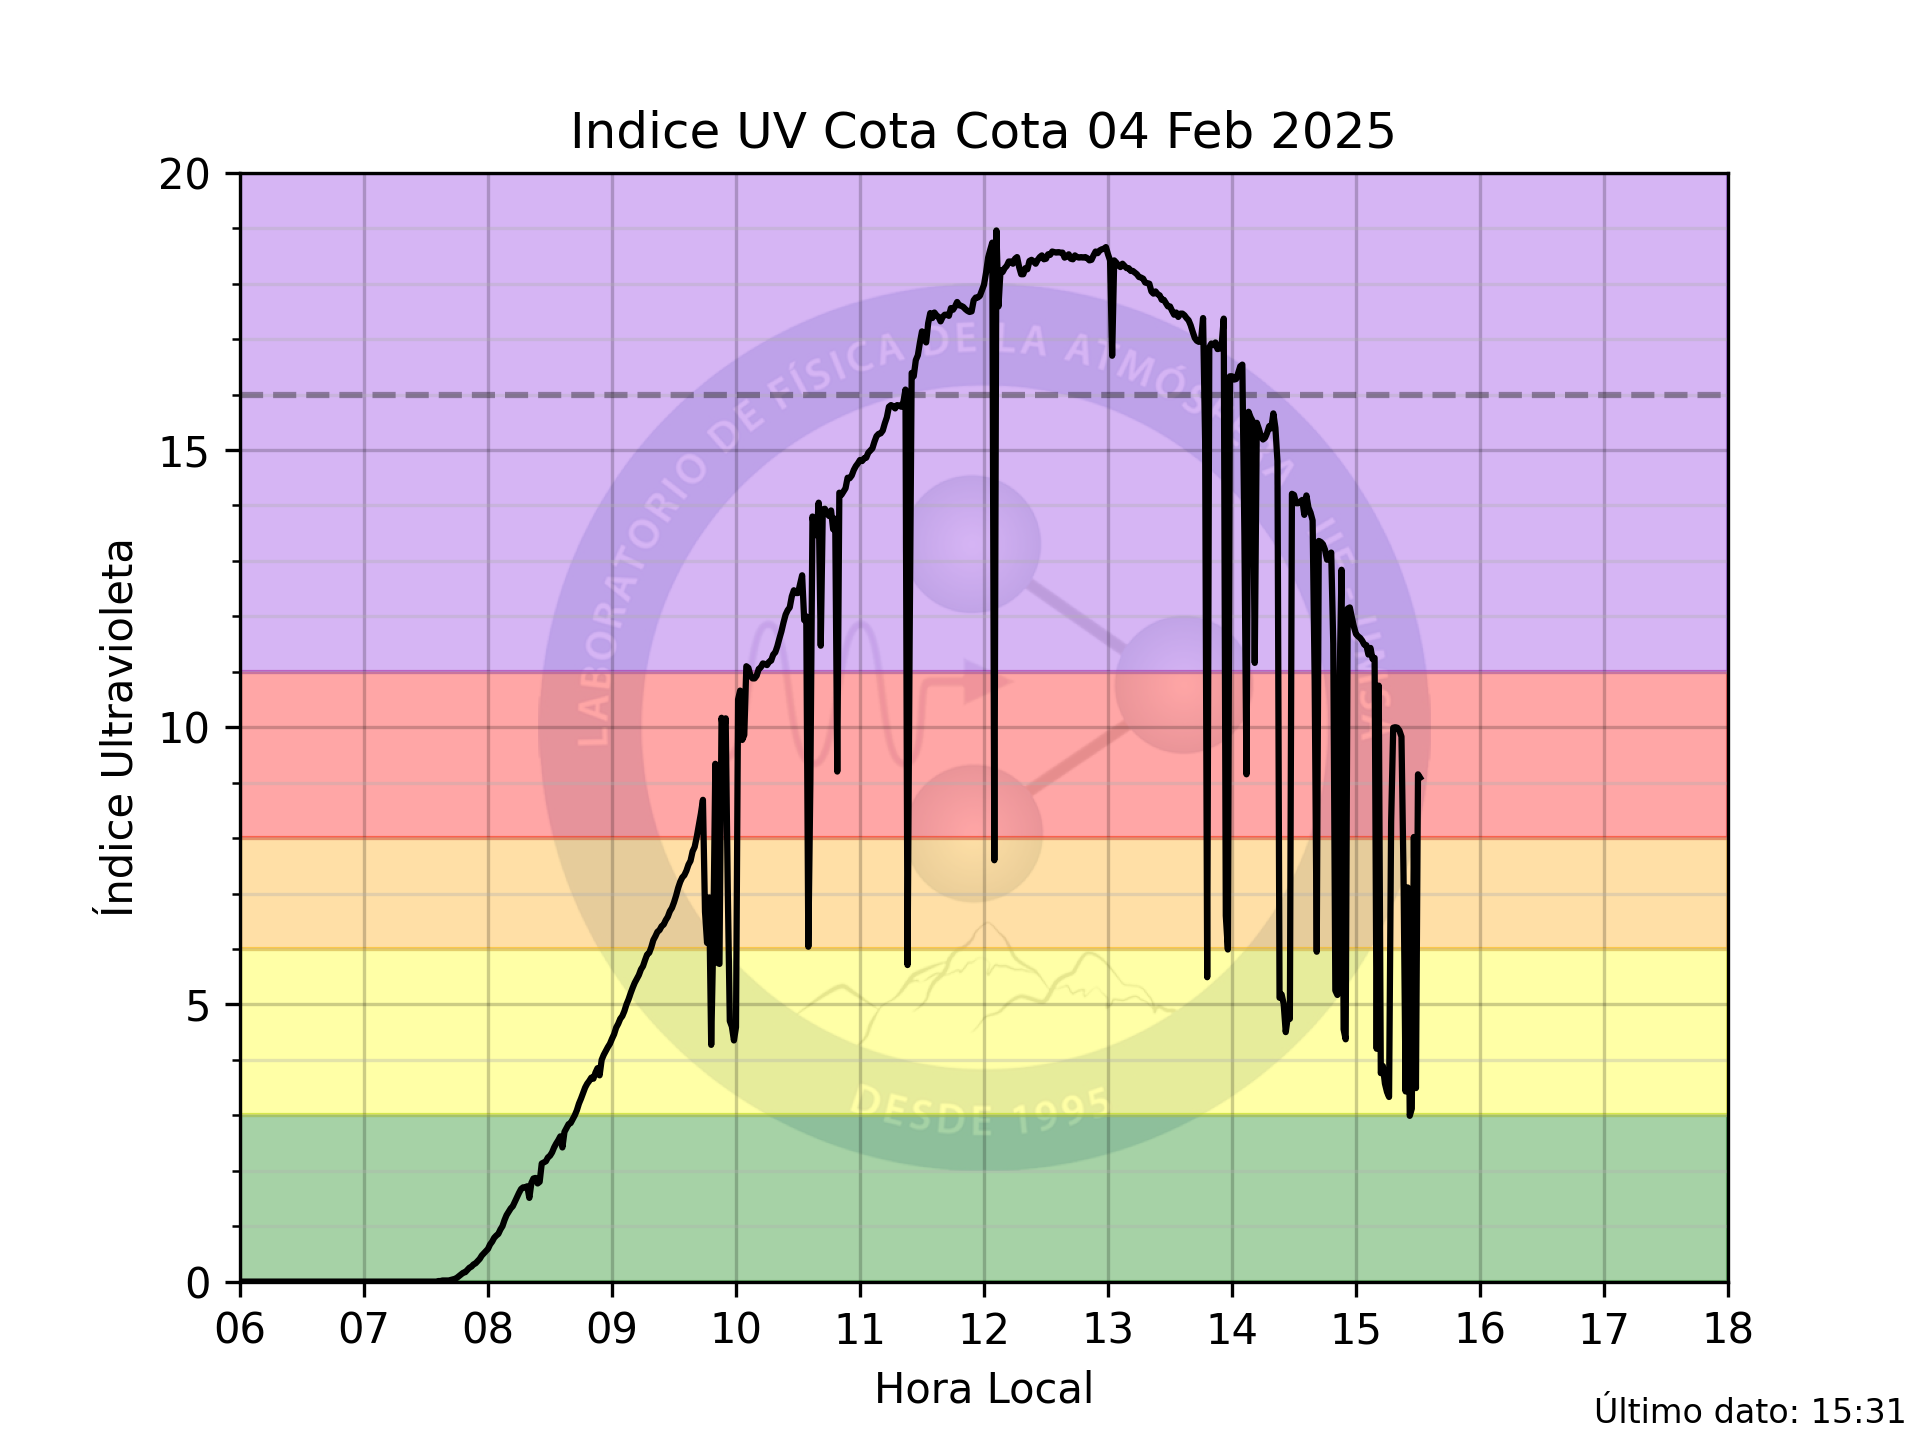 Indice UV Cota Cota 04 Feb 2025
20
15
10
5
0
Índice Ultravioleta
LABORATORIO DE FÍSICA DE LA ATMÓS
DESDE 1995
06 07 08 09 10 11 12 13 14 15 16 17 18
Hora Local
Último dato: 15:31